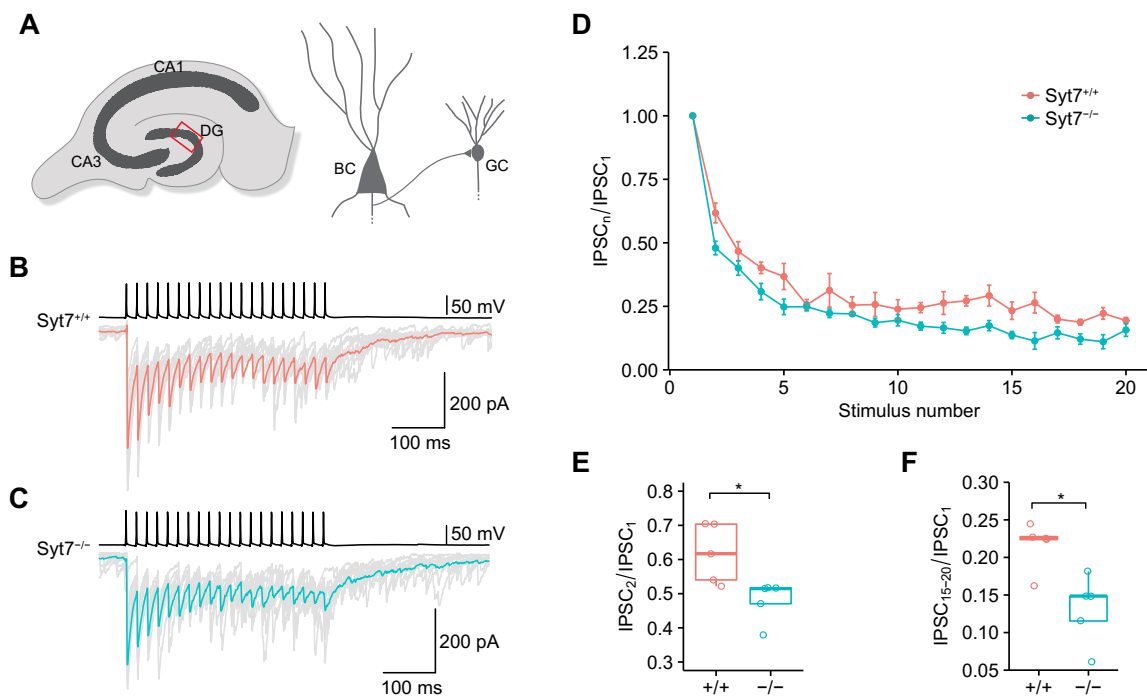 A
CA1
DG
CA3
BC
GC
B
Syt7+/+
50 mV
200 pA
100 ms
C
Syt7−/−
50 mV
200 pA
100 ms
D
1.25
1.00
0.75
0.50
0.25
0.00
IPSCn/IPSC1
Syt7+/+
Syt7−/−
0 5 10 15 20
Stimulus number
E
0.8
0.7
0.6
0.5
0.4
0.3
IPSC2/IPSC1
*
+/+ −/−
F
0.30
0.25
0.20
0.15
0.10
0.05
IPSC15−20/IPSC1
*
+/+ −/−